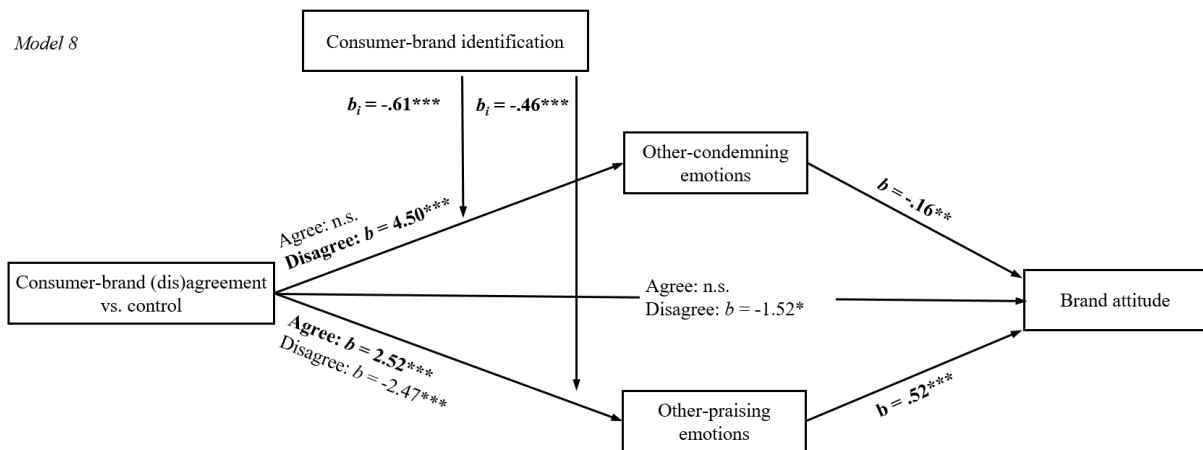 Model 8
Consumer-brand identification
b_i = -.61***
b_i = -.46***
Other-condemning
emotions
b = -.16**
Agree: n.s.
Disagree: b = 4.50***
Consumer-brand (dis)agreement
vs. control
Agree: n.s.
Disagree: b = -1.52*
Brand attitude
Agree: b = 2.52***
Disagree: b = -2.47***
Other-praising
emotions
b = .52***